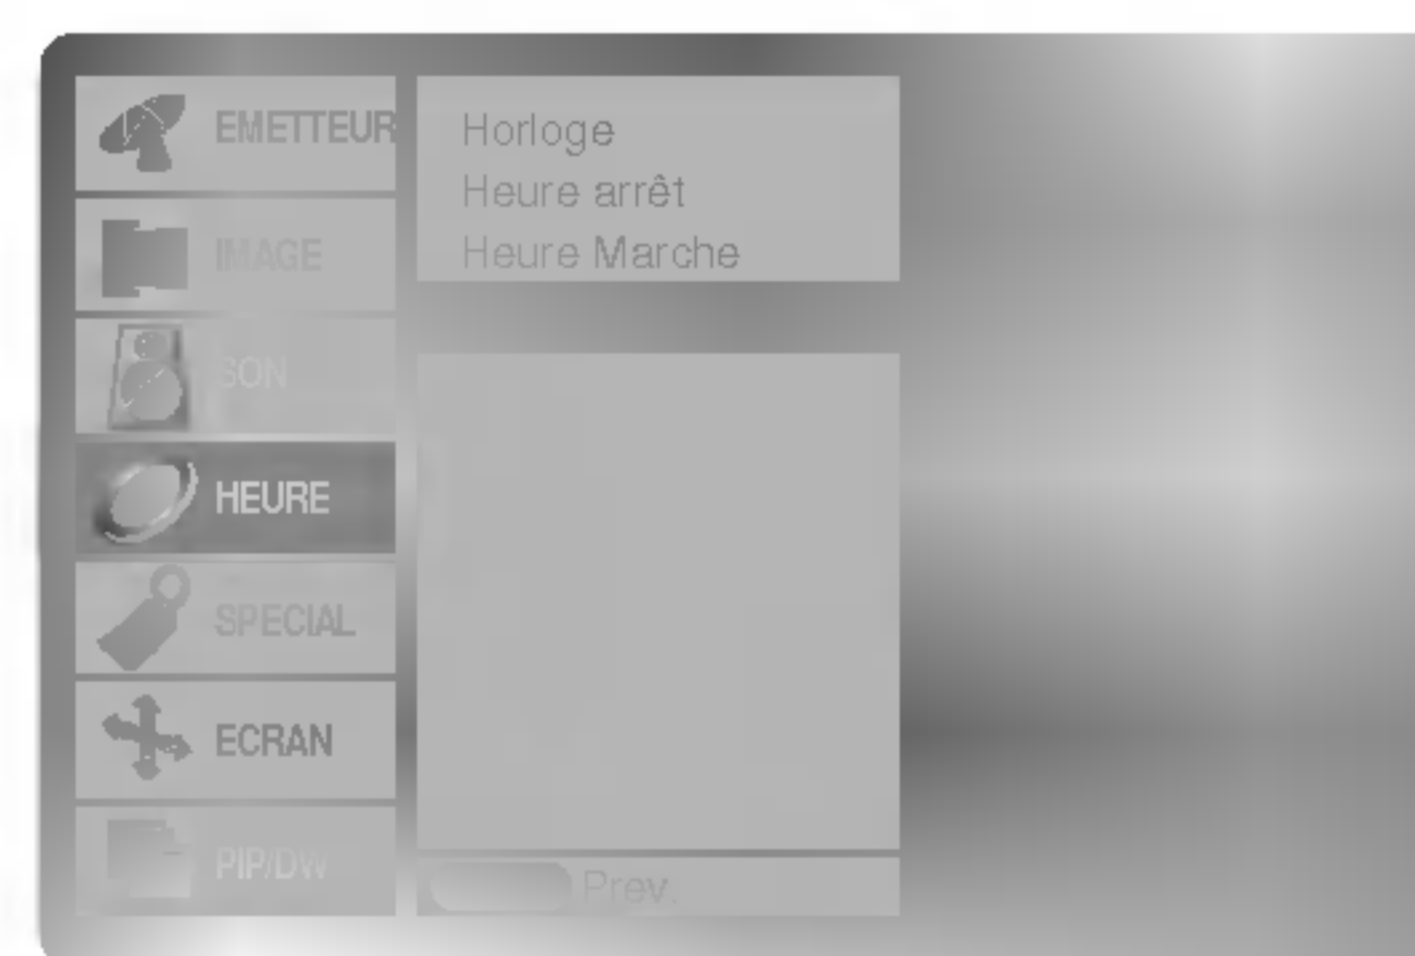 EMETTEUR
IMAGE
SON
HEURE
SPECIAL
ECRAN
PIP/DW
Horloge
Heure arrêt
Heure Marche
Prev.